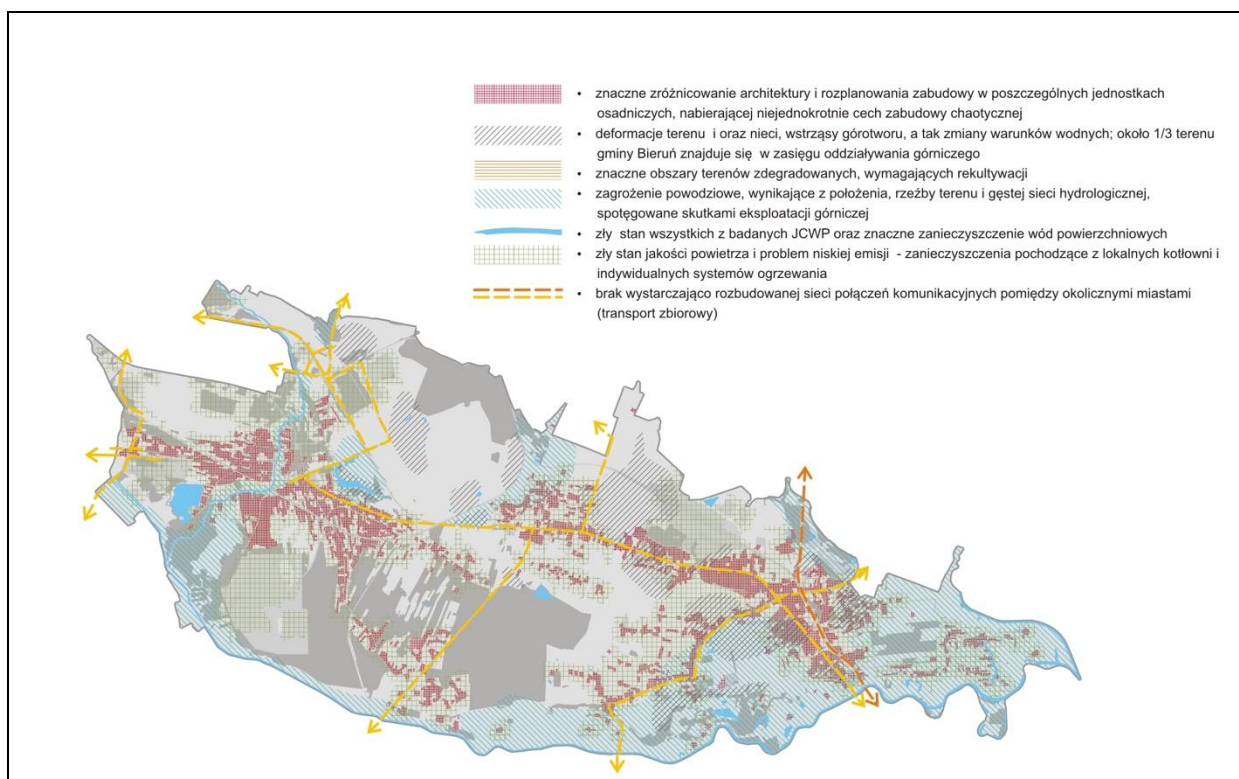 • znaczne zróżnicowanie architektury i rozplanowania zabudowy w poszczególnych jednostkach
osadniczych, nabierającej niejednokrotnie cech zabudowy chaotycznej
• deformacje terenu i oraz nieci, wstrząsy górotworu, a tak zmiany warunków wodnych; około 1/3 terenu
gminy Bieruń znajduje się w zasięgu oddziaływania górniczego
• znaczne obszary terenów zdegradowanych, wymagających rekultywacji
• zagrożenie powodziowe, wynikające z położenia, rzeźby terenu i gęstej sieci hydrologicznej,
spotęgowane skutkami eksploatacji górniczej
• zły stan wszystkich z badanych JCWP oraz znaczne zanieczyszczenie wód powierzchniowych
• zły stan jakości powietrza i problem niskiej emisji - zanieczyszczenia pochodzące z lokalnych kotłowni i
indywidualnych systemów ogrzewania
• brak wystarczająco rozbudowanej sieci połączeń komunikacyjnych pomiędzy okolicznymi miastami
(transport zbiorowy)